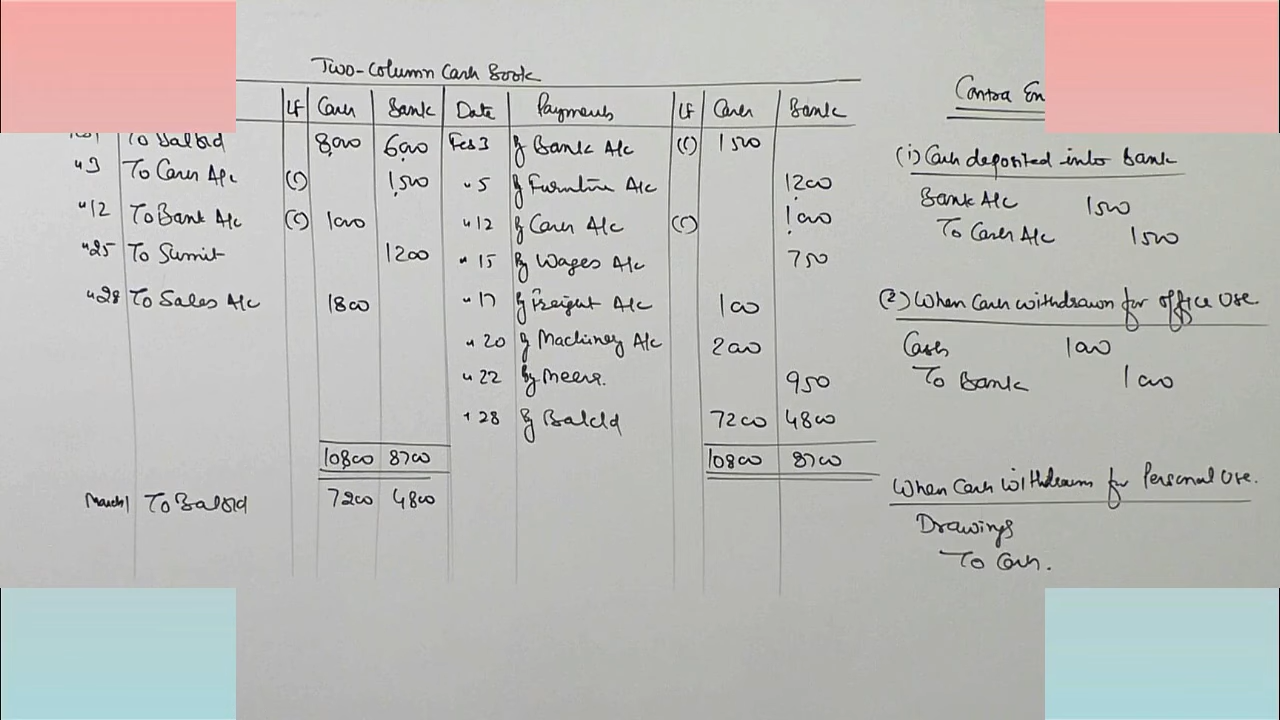 Two-Column Cash Book
LF Cash Bank Date Payments LF Cash Bank
To Balb/d 8,000 6,000 Feb 3 By Bank A/c (C) 1500
"3 To Cash A/c (C) 1,500 "5 By Furniture A/c 1200
"12 To Bank A/c (C) 1000 "12 By Cash A/c (C) 1,000
"25 To Sumit 1200 "15 By Wages A/c 750
"28 To Sales A/c 1800 "17 By Freight A/c 100
"20 By Machinery A/c 2000
"22 By Meera. 950
"28 By Balc/d 7200 4800
10800 8700 10800 8700
March 1 To Balb/d 7200 4800
Contra En
(i) Cash deposited into Bank
Bank A/c 1500
To Cash A/c 1500
(2) When Cash withdrawn for office Use
Cash 1000
To Bank 1000
When Cash Withdrawn for Personal Use.
Drawings
To Cash.